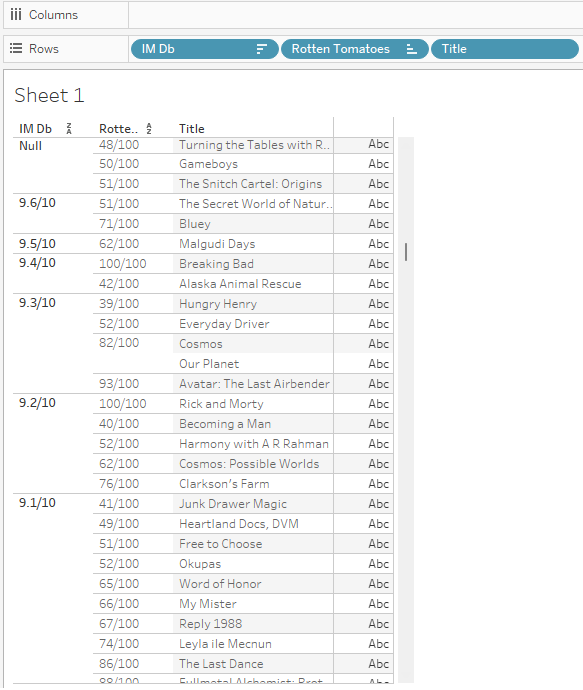 Columns
Rows IM Db Rotten Tomatoes Title
Sheet 1
IM Db Rotte.. Title
Null 48/100 Turning the Tables with R.. Abc
50/100 Gameboys Abc
51/100 The Snitch Cartel: Origins Abc
9.6/10 51/100 The Secret World of Natur.. Abc
71/100 Bluey Abc
9.5/10 62/100 Malgudi Days Abc
9.4/10 100/100 Breaking Bad Abc
42/100 Alaska Animal Rescue Abc
9.3/10 39/100 Hungry Henry Abc
52/100 Everyday Driver Abc
82/100 Cosmos Abc
Our Planet Abc
93/100 Avatar: The Last Airbender Abc
9.2/10 100/100 Rick and Morty Abc
40/100 Becoming a Man Abc
52/100 Harmony with A R Rahman Abc
62/100 Cosmos: Possible Worlds Abc
76/100 Clarkson's Farm Abc
9.1/10 41/100 Junk Drawer Magic Abc
49/100 Heartland Docs, DVM Abc
51/100 Free to Choose Abc
52/100 Okupas Abc
65/100 Word of Honor Abc
66/100 My Mister Abc
67/100 Reply 1988 Abc
74/100 Leyla ile Mecnun Abc
86/100 The Last Dance Abc
88/100 Fullmetal Alchemist: Brot.. Abc